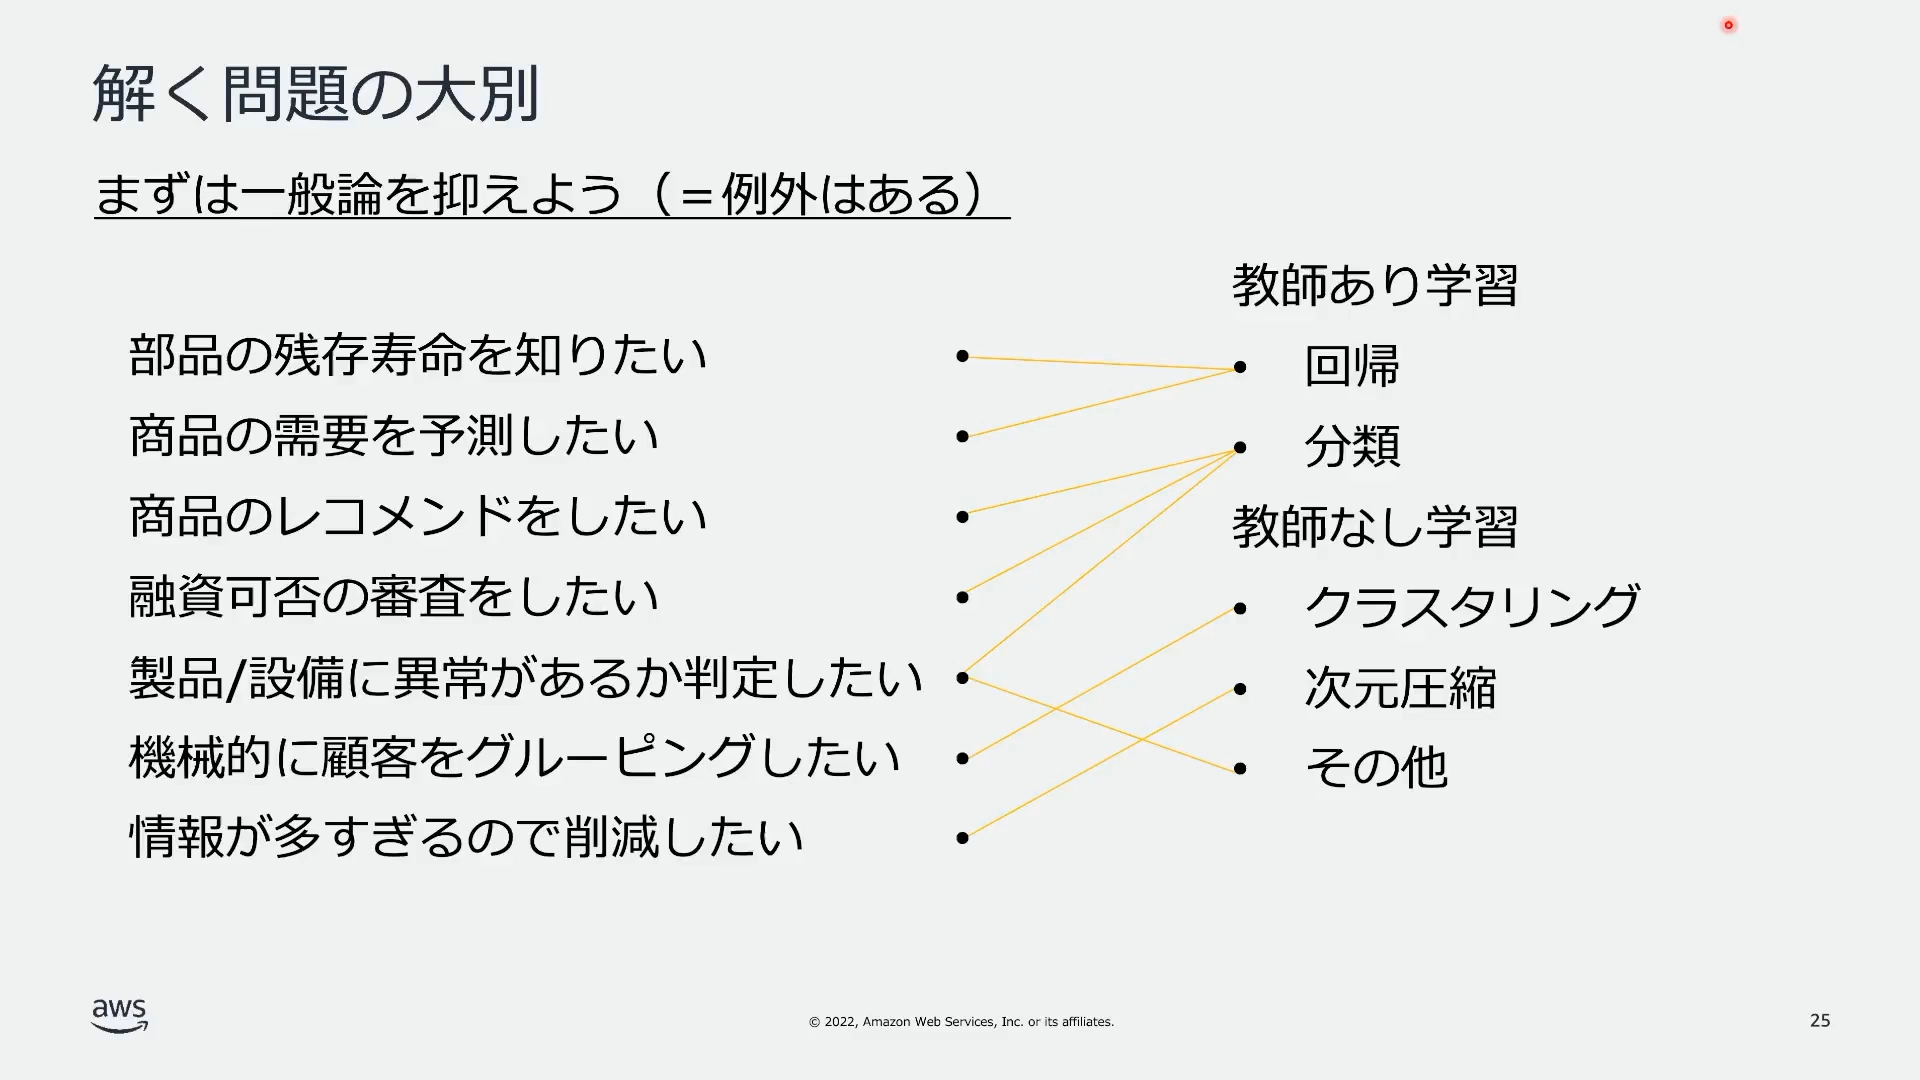 解く問題の大別
まずは一般論を抑えよう（＝例外はある）
部品の残存寿命を知りたい
商品の需要を予測したい
商品のレコメンドをしたい
融資可否の審査をしたい
製品/設備に異常があるか判定したい
機械的に顧客をグルーピングしたい
情報が多すぎるので削減したい
教師あり学習
回帰
分類
教師なし学習
クラスタリング
次元圧縮
その他
aws
© 2022, Amazon Web Services, Inc. or its affiliates.
25